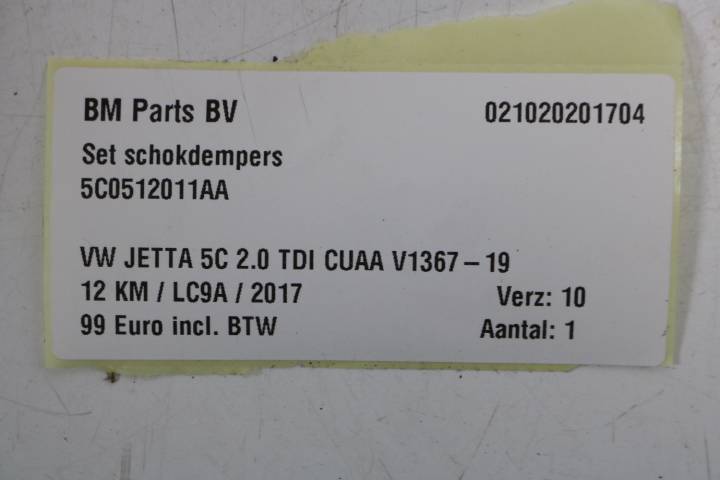 BM Parts BV 021020201704
Set schokdempers
5C0512011AA
VW JETTA 5C 2.0 TDI CUAA V1367 – 19
12 KM / LC9A / 2017 Verz: 10
99 Euro incl. BTW Aantal: 1